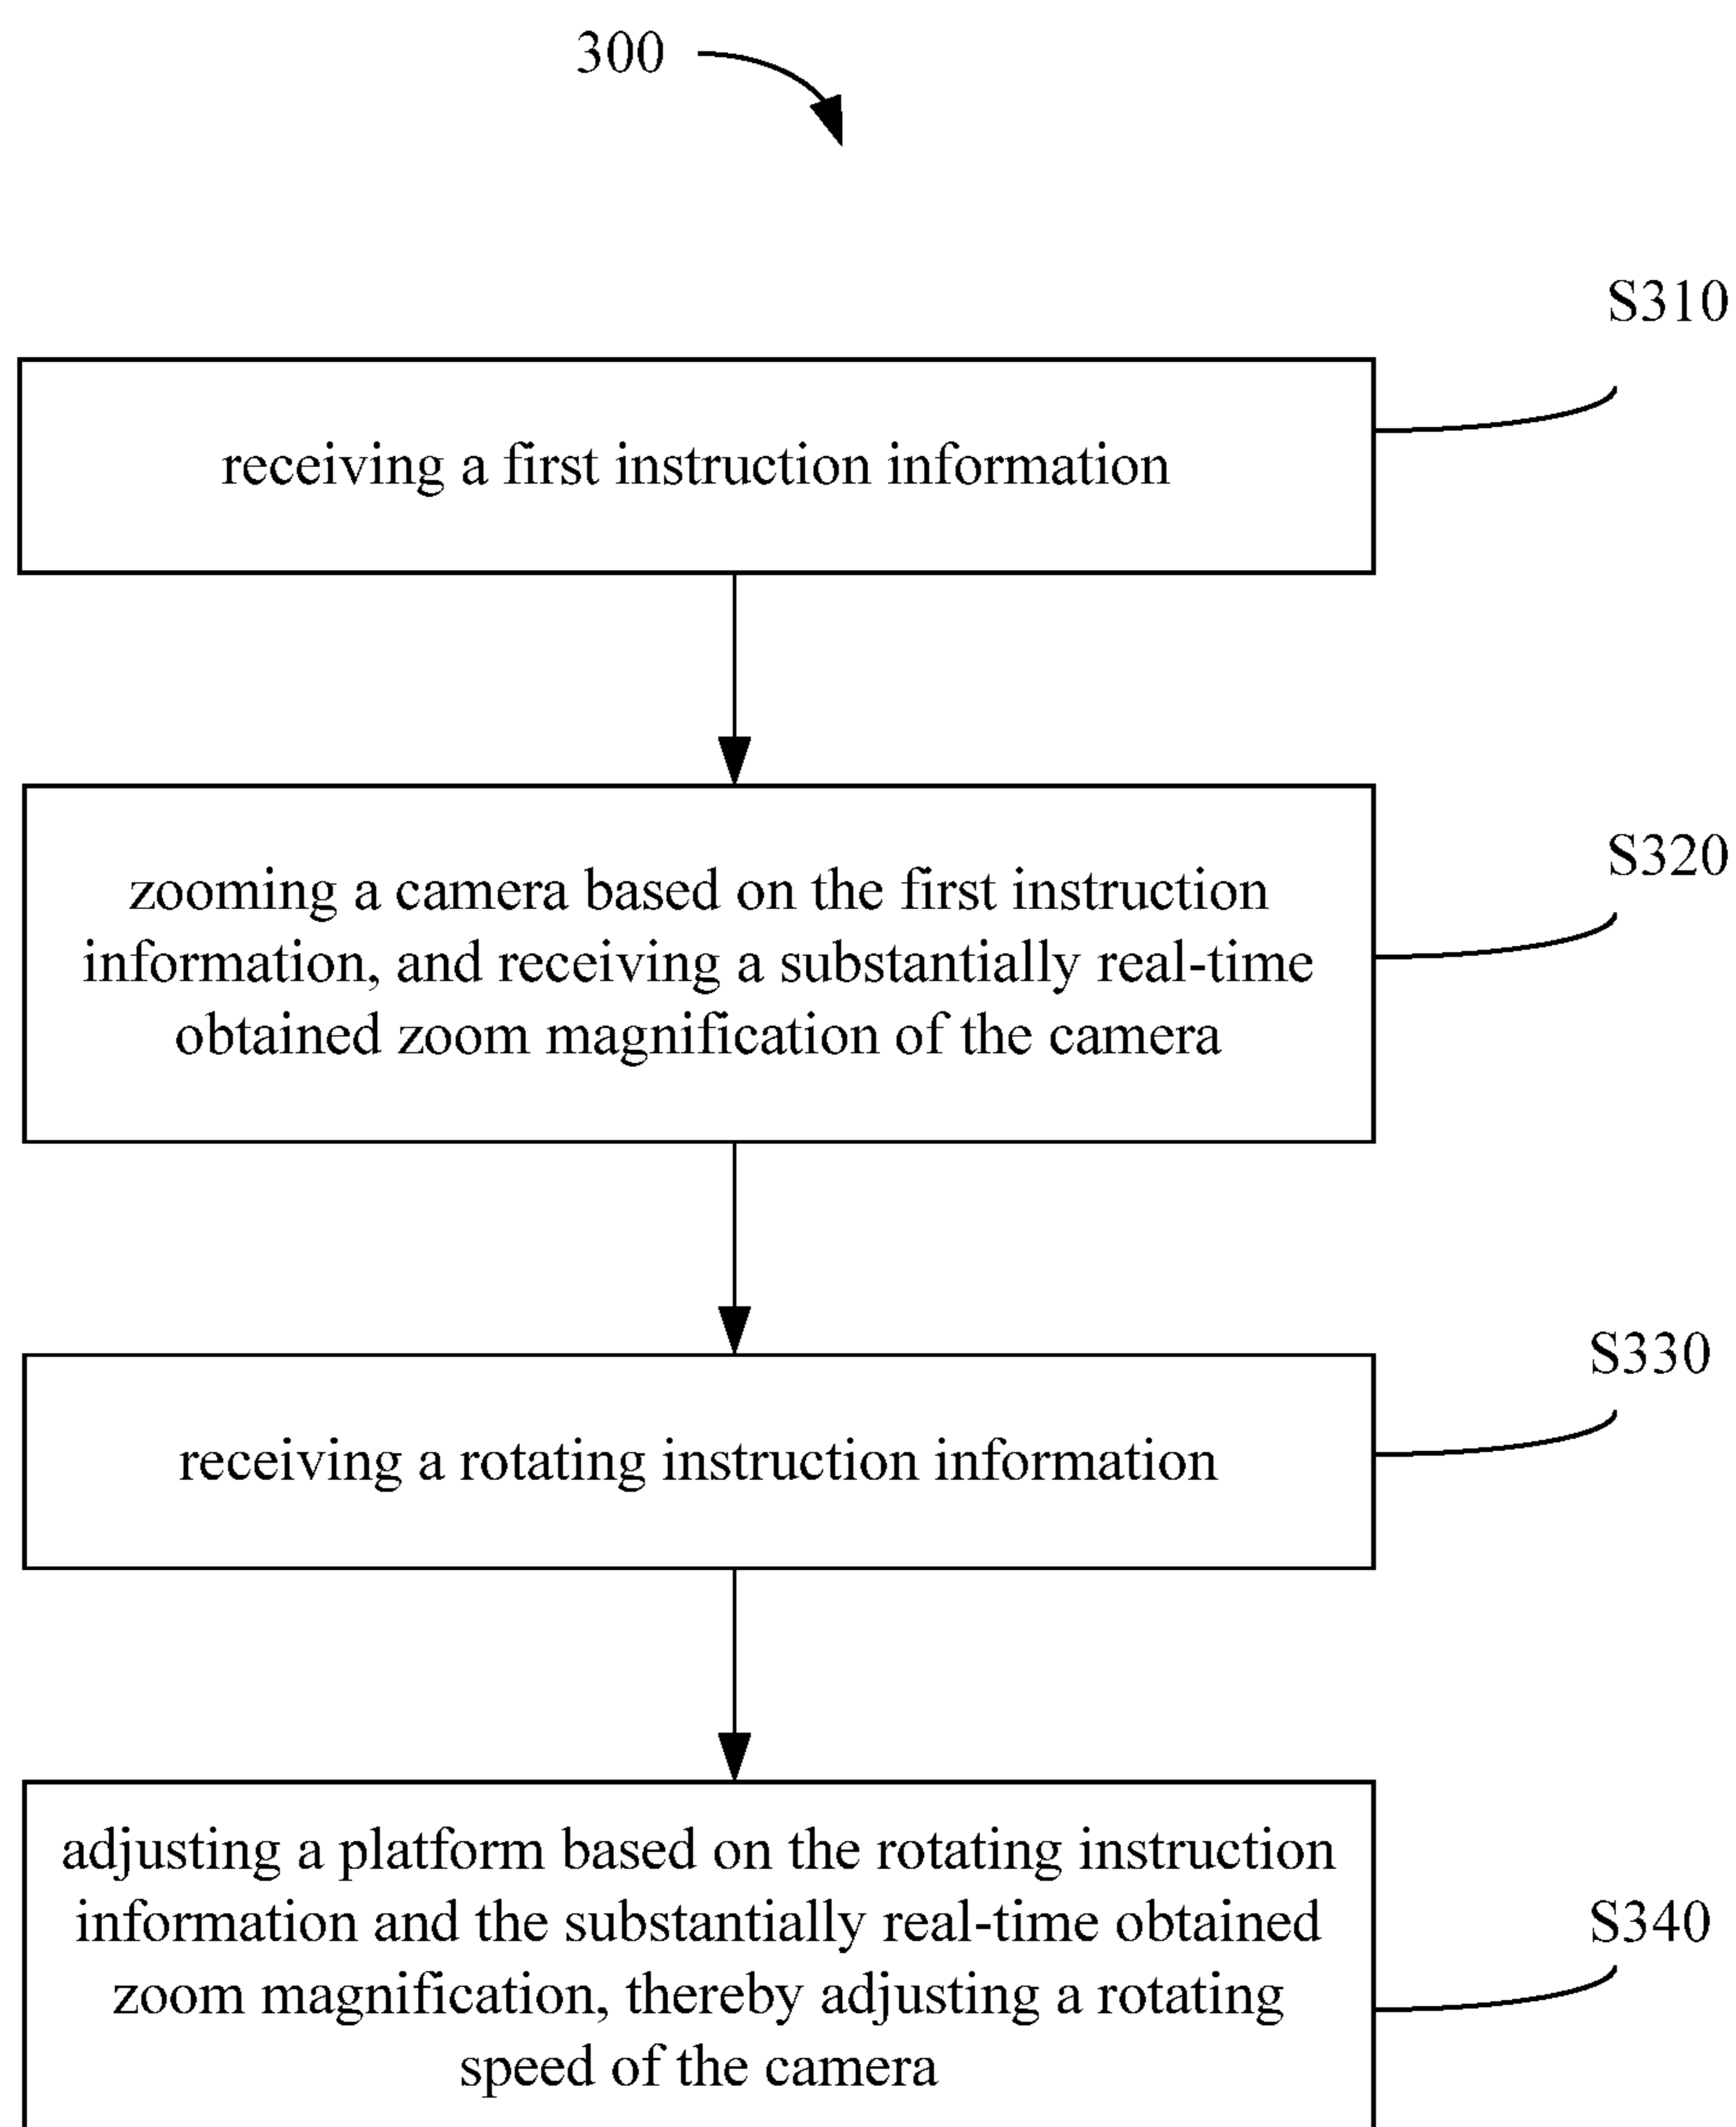 300
S310
receiving a first instruction information
S320
zooming a camera based on the first instruction
information, and receiving a substantially real-time
obtained zoom magnification of the camera
S330
receiving a rotating instruction information
S340
adjusting a platform based on the rotating instruction
information and the substantially real-time obtained
zoom magnification, thereby adjusting a rotating
speed of the camera